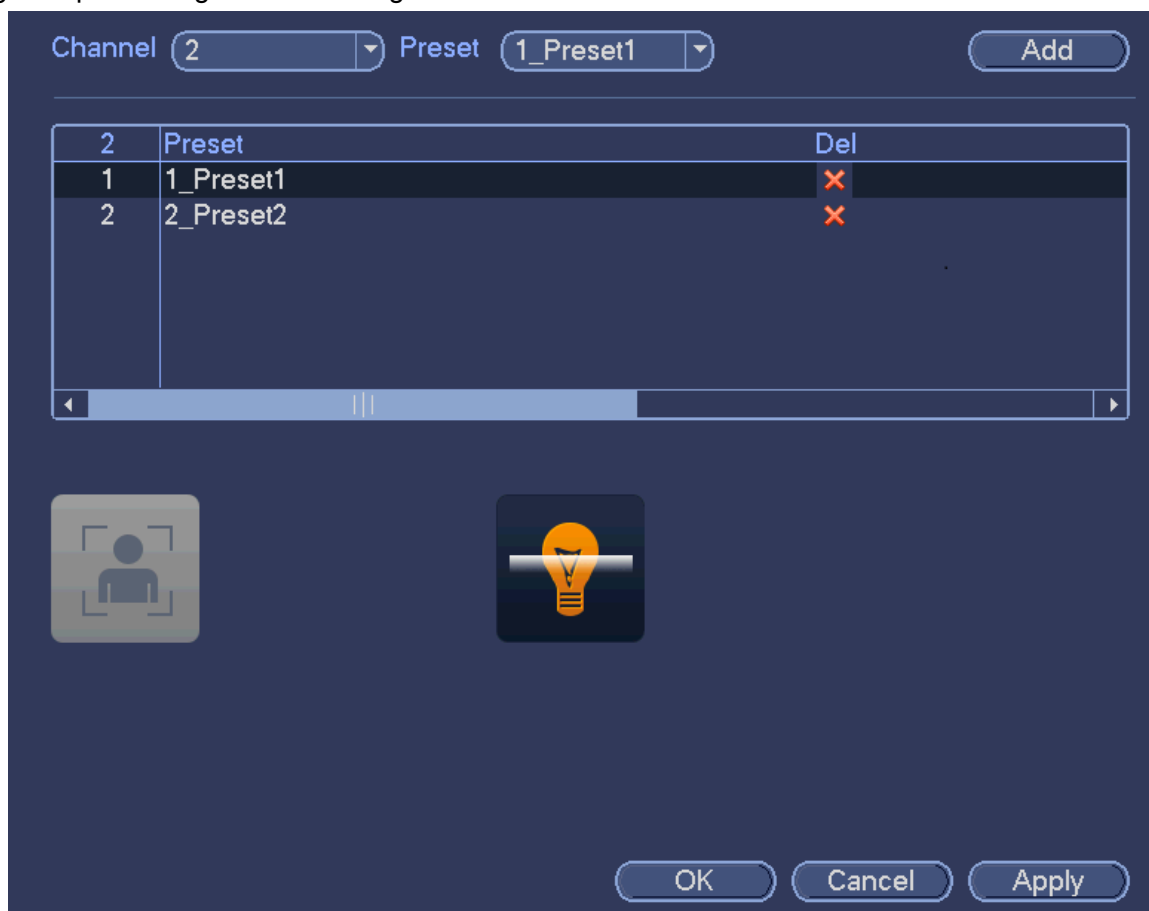 Channel 2 Preset 1_Preset1 Add
2 Preset Del
1 1_Preset1
2 2_Preset2
OK Cancel Apply